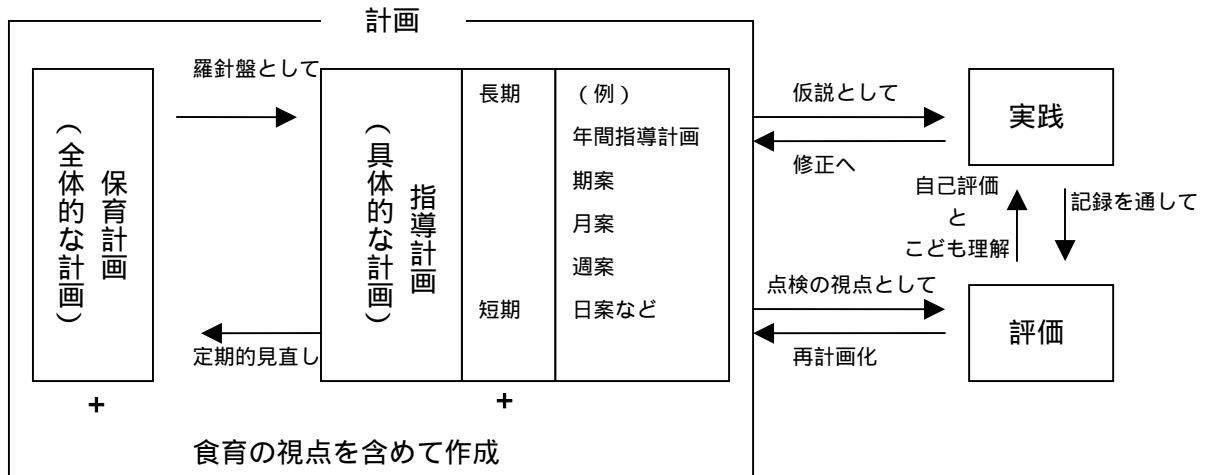 計画
保育計画
(全体的な計画)
羅針盤として
定期的見直し
指導計画
(具体的な計画)
長期
短期
(例)
年間指導計画
期案
月案
週案
日案など
+
+
食育の視点を含めて作成
仮説として
修正へ
実践
自己評価
と
こども理解
記録を通して
点検の視点として
再計画化
評価